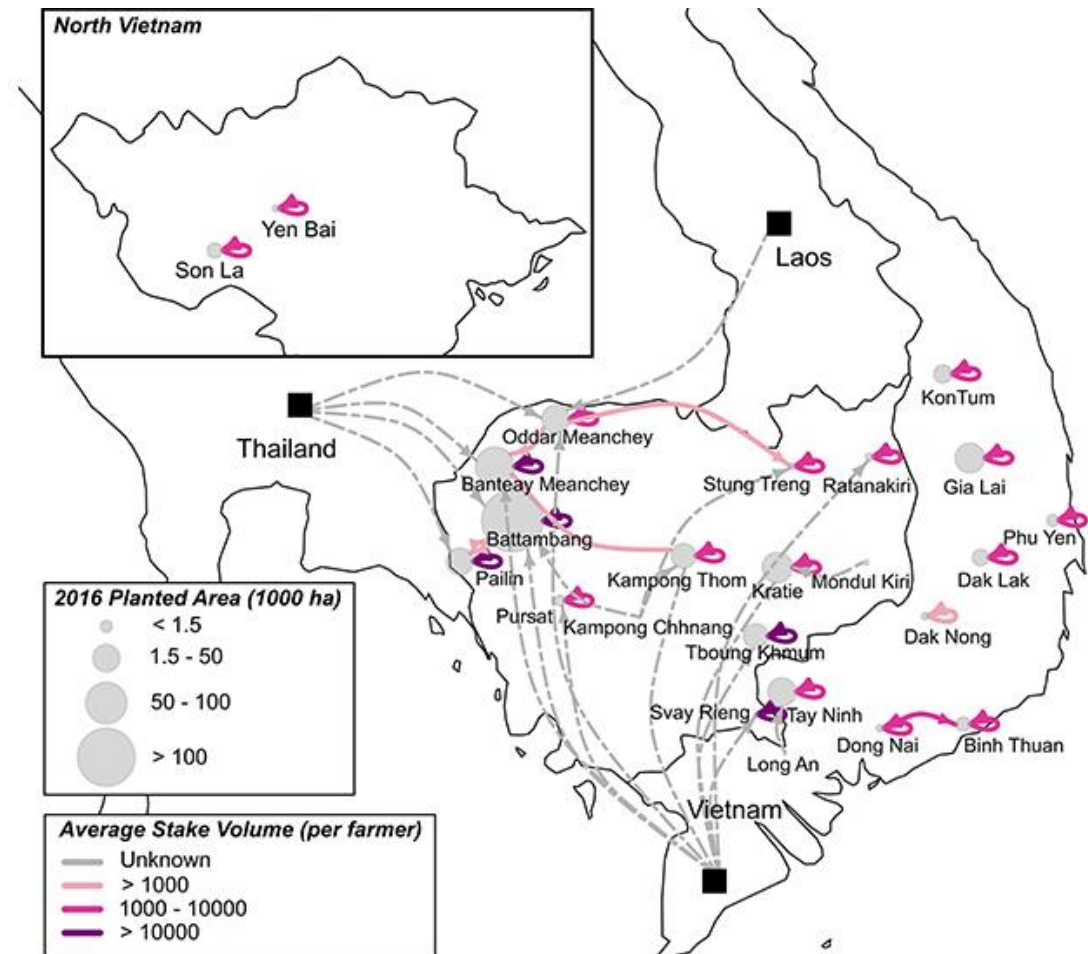 North Vietnam
Yen Bai
Son La
Laos
Thailand
KonTum
Oddar Meanchey
Banteay Meanchey
Stung Treng
Ratanakiri
Gia Lai
Battambang
Phu Yen
Pailin
Kampong Thom
Kratie
Mondul Kiri
Dak Lak
Pursat
Kampong Chhnang
Dak Nong
Tboung Khmum
Svay Rieng
Tay Ninh
Dong Nai
Binh Thuan
Long An
Vietnam
2016 Planted Area (1000 ha)
< 1.5
1.5 - 50
50 - 100
> 100
Average Stake Volume (per farmer)
Unknown
> 1000
1000 - 10000
> 10000